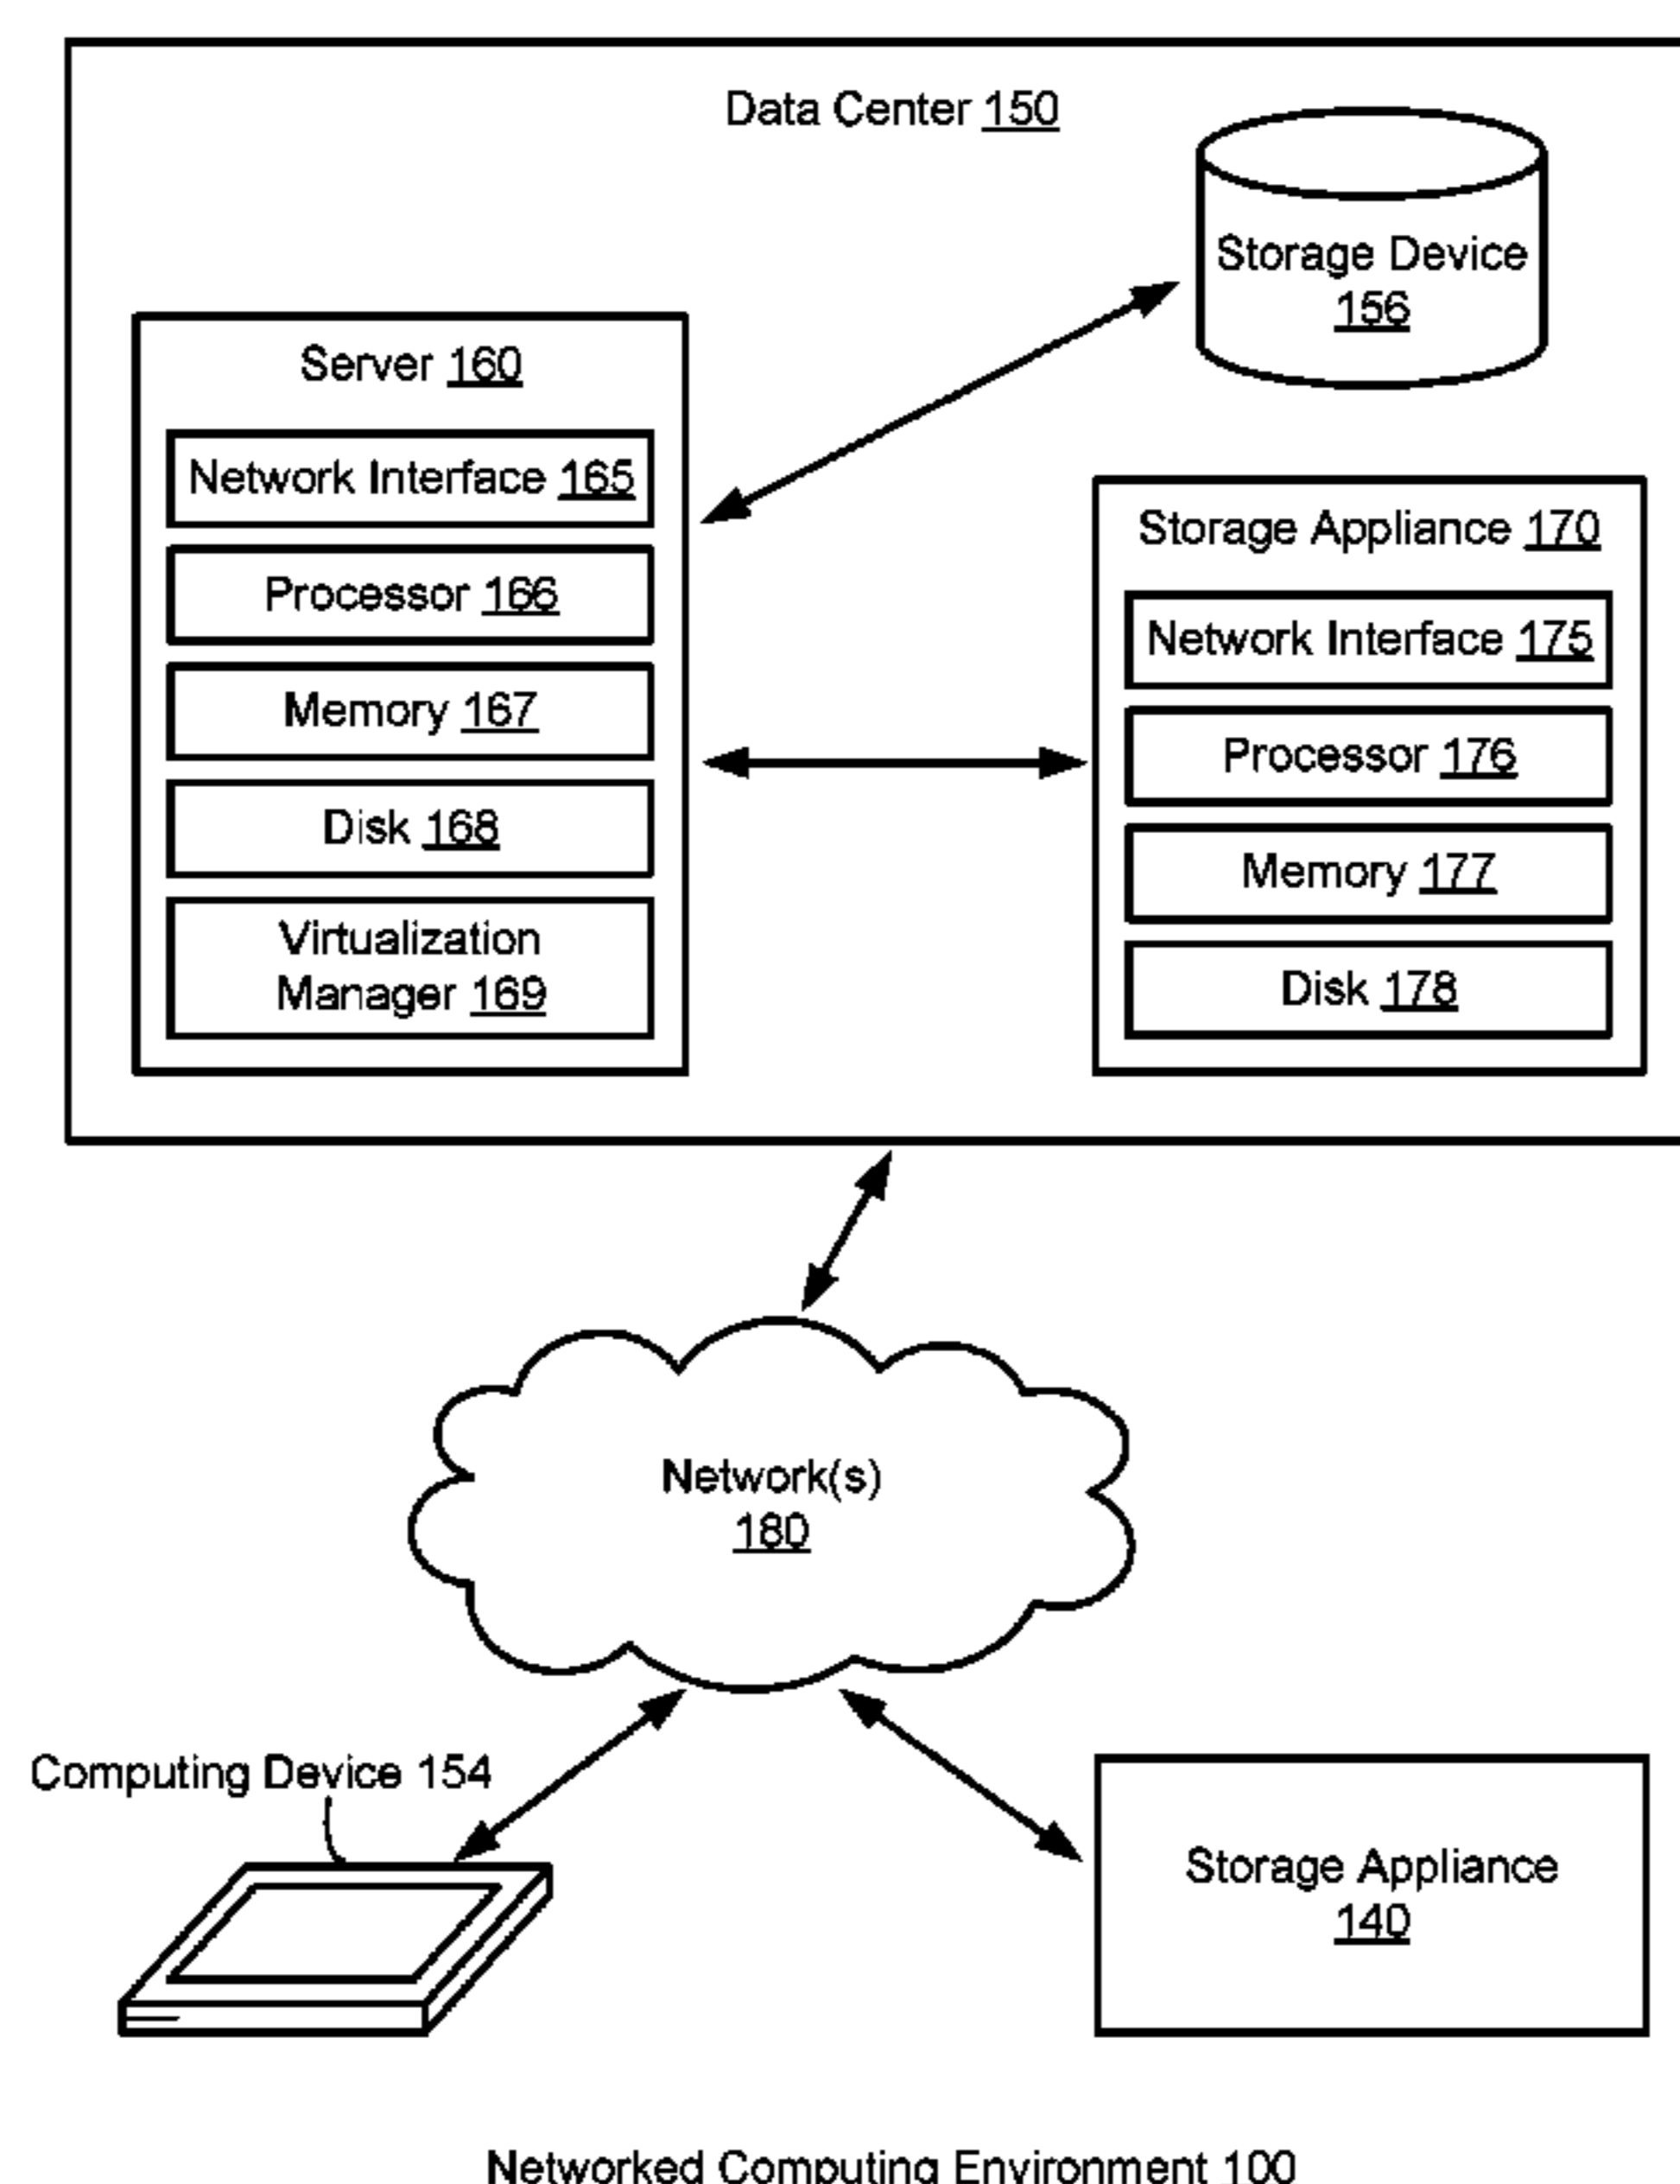 Data Center 150
Storage Device
156
Server 160
Network Interface 165
Processor 166
Memory 167
Disk 168
Virtualization
Manager 169
Storage Appliance 170
Network Interface 175
Processor 176
Memory 177
Disk 178
Network(s)
180
Computing Device 154
Storage Appliance
140
Networked Computing Environment 100